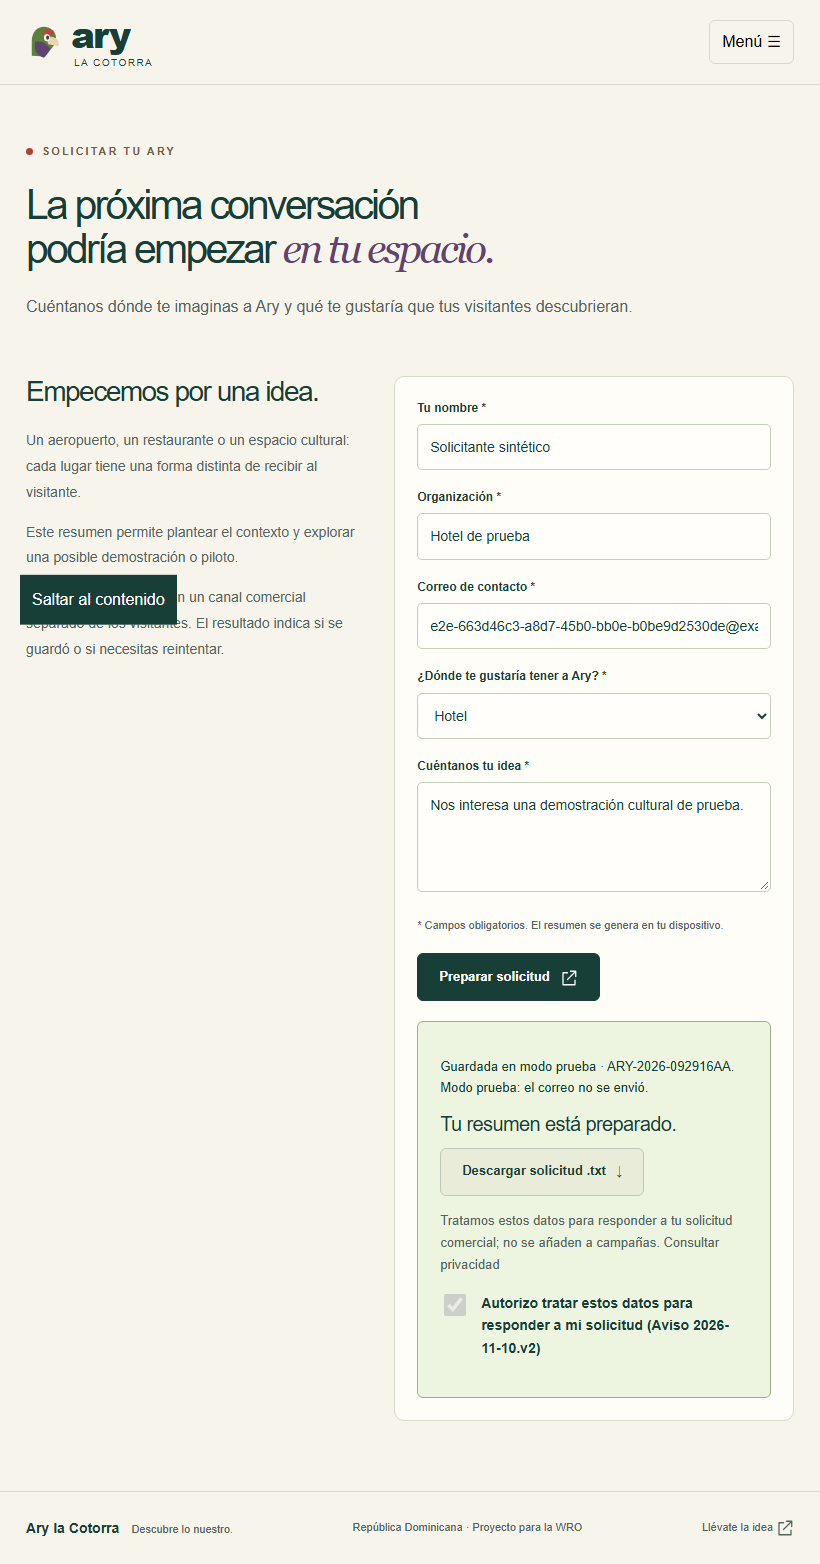 ary
LA COTORRA
Menú ☰
SOLICITAR TU ARY
La próxima conversación
podría empezar en tu espacio.
Cuéntanos dónde te imaginas a Ary y qué te gustaría que tus visitantes descubrieran.
Empecemos por una idea.
Un aeropuerto, un restaurante o un espacio cultural:
cada lugar tiene una forma distinta de recibir al
visitante.
Este resumen permite plantear el contexto y explorar
una posible demostración o piloto.
Saltar al contenido
n un canal comercial
separado de los visitantes. El resultado indica si se
guardó o si necesitas reintentar.
Tu nombre *
Solicitante sintético
Organización *
Hotel de prueba
Correo de contacto *
e2e-663d46c3-a8d7-45b0-bb0e-b0be9d2530de@exa
¿Dónde te gustaría tener a Ary? *
Hotel
Cuéntanos tu idea *
Nos interesa una demostración cultural de prueba.
* Campos obligatorios. El resumen se genera en tu dispositivo.
Preparar solicitud
Guardada en modo prueba · ARY-2026-092916AA.
Modo prueba: el correo no se envió.
Tu resumen está preparado.
Descargar solicitud .txt ↓
Tratamos estos datos para responder a tu solicitud
comercial; no se añaden a campañas. Consultar
privacidad
Autorizo tratar estos datos para
responder a mi solicitud (Aviso 2026-
11-10.v2)
Ary la Cotorra Descubre lo nuestro.
República Dominicana · Proyecto para la WRO
Llévate la idea